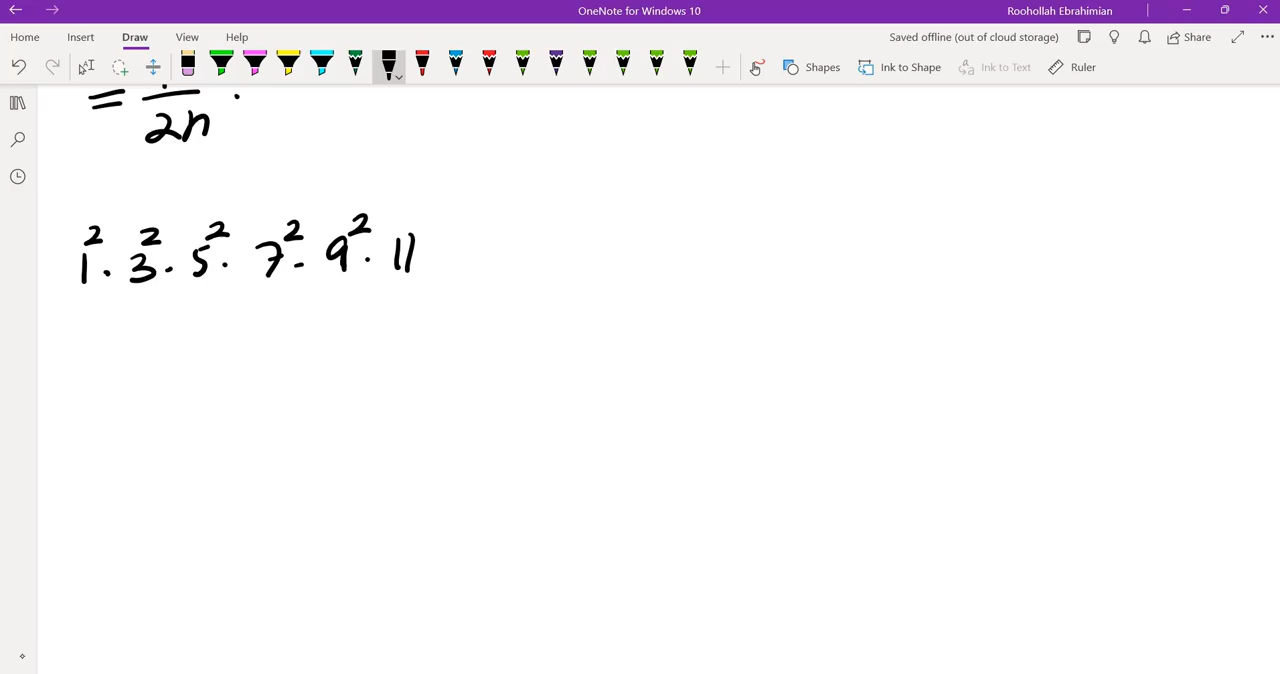 OneNote for Windows 10
Roohollah Ebrahimian
Home Insert Draw View Help
Saved offline (out of cloud storage) Share
Shapes Ink to Shape Ink to Text Ruler
= 
2n .
1² · 3² · 5² · 7² · 9² · 11